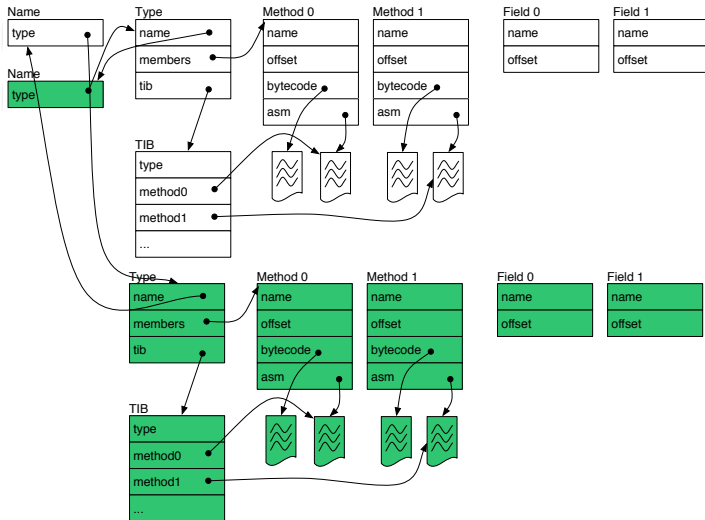 Name
type
Name
type
Type
name
members
tib
Method 0
name
offset
bytecode
asm
Method 1
name
offset
bytecode
asm
Field 0
name
offset
Field 1
name
offset
TIB
type
method0
method1
...
Type
name
members
tib
Method 0
name
offset
bytecode
asm
Method 1
name
offset
bytecode
asm
Field 0
name
offset
Field 1
name
offset
TIB
type
method0
method1
...